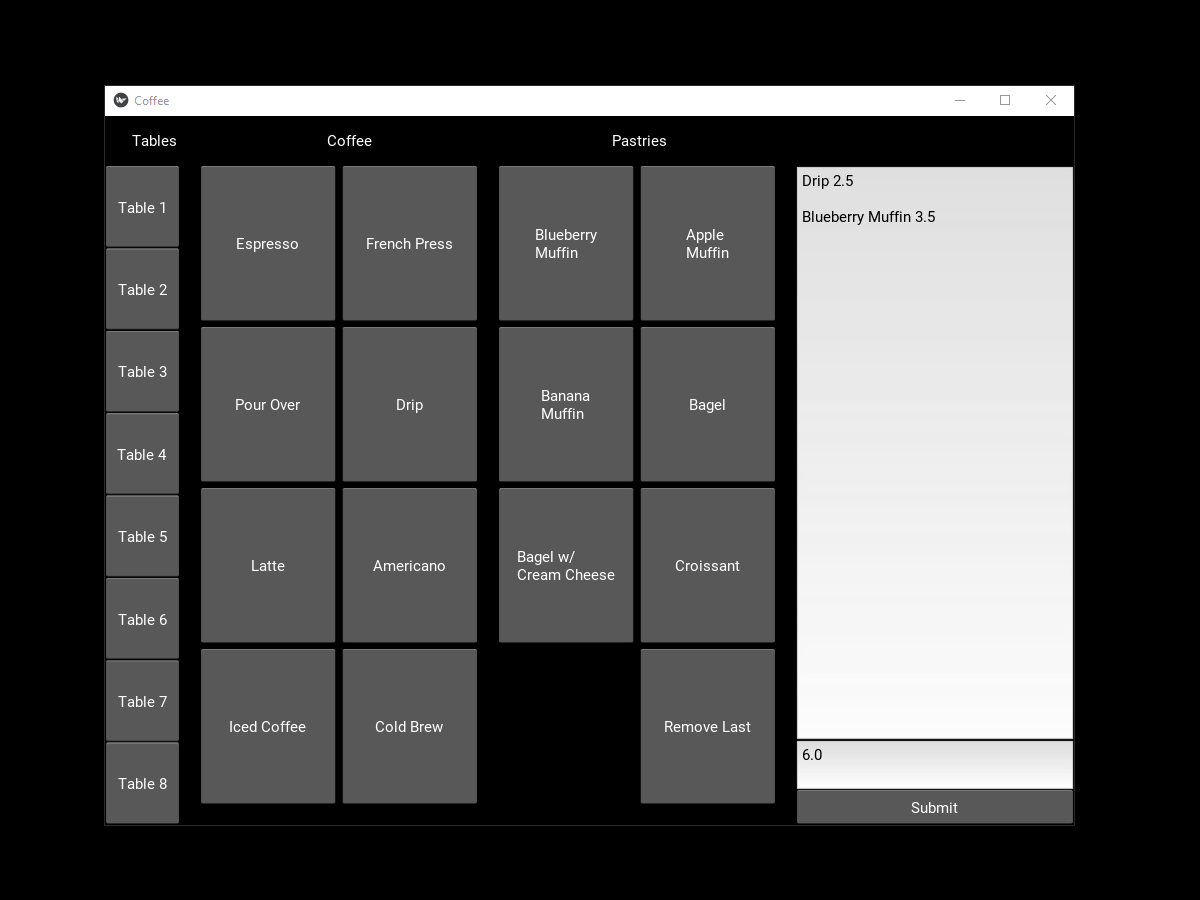 Coffee
Tables
Coffee
Pastries
Table 1
Table 2
Table 3
Table 4
Table 5
Table 6
Table 7
Table 8
Espresso
French Press
Pour Over
Drip
Latte
Americano
Iced Coffee
Cold Brew
Blueberry
Muffin
Apple
Muffin
Banana
Muffin
Bagel
Bagel w/
Cream Cheese
Croissant
Remove Last
Drip 2.5
Blueberry Muffin 3.5
6.0
Submit